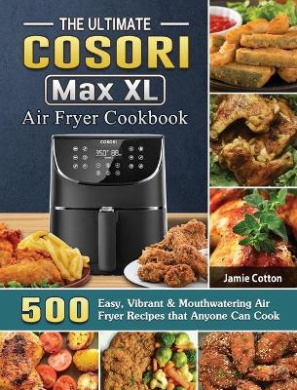 THE ULTIMATE
COSORI
Max XL
Air Fryer Cookbook
COSORI
Jamie Cotton
500
Easy, Vibrant & Mouthwatering Air
Fryer Recipes that Anyone Can Cook